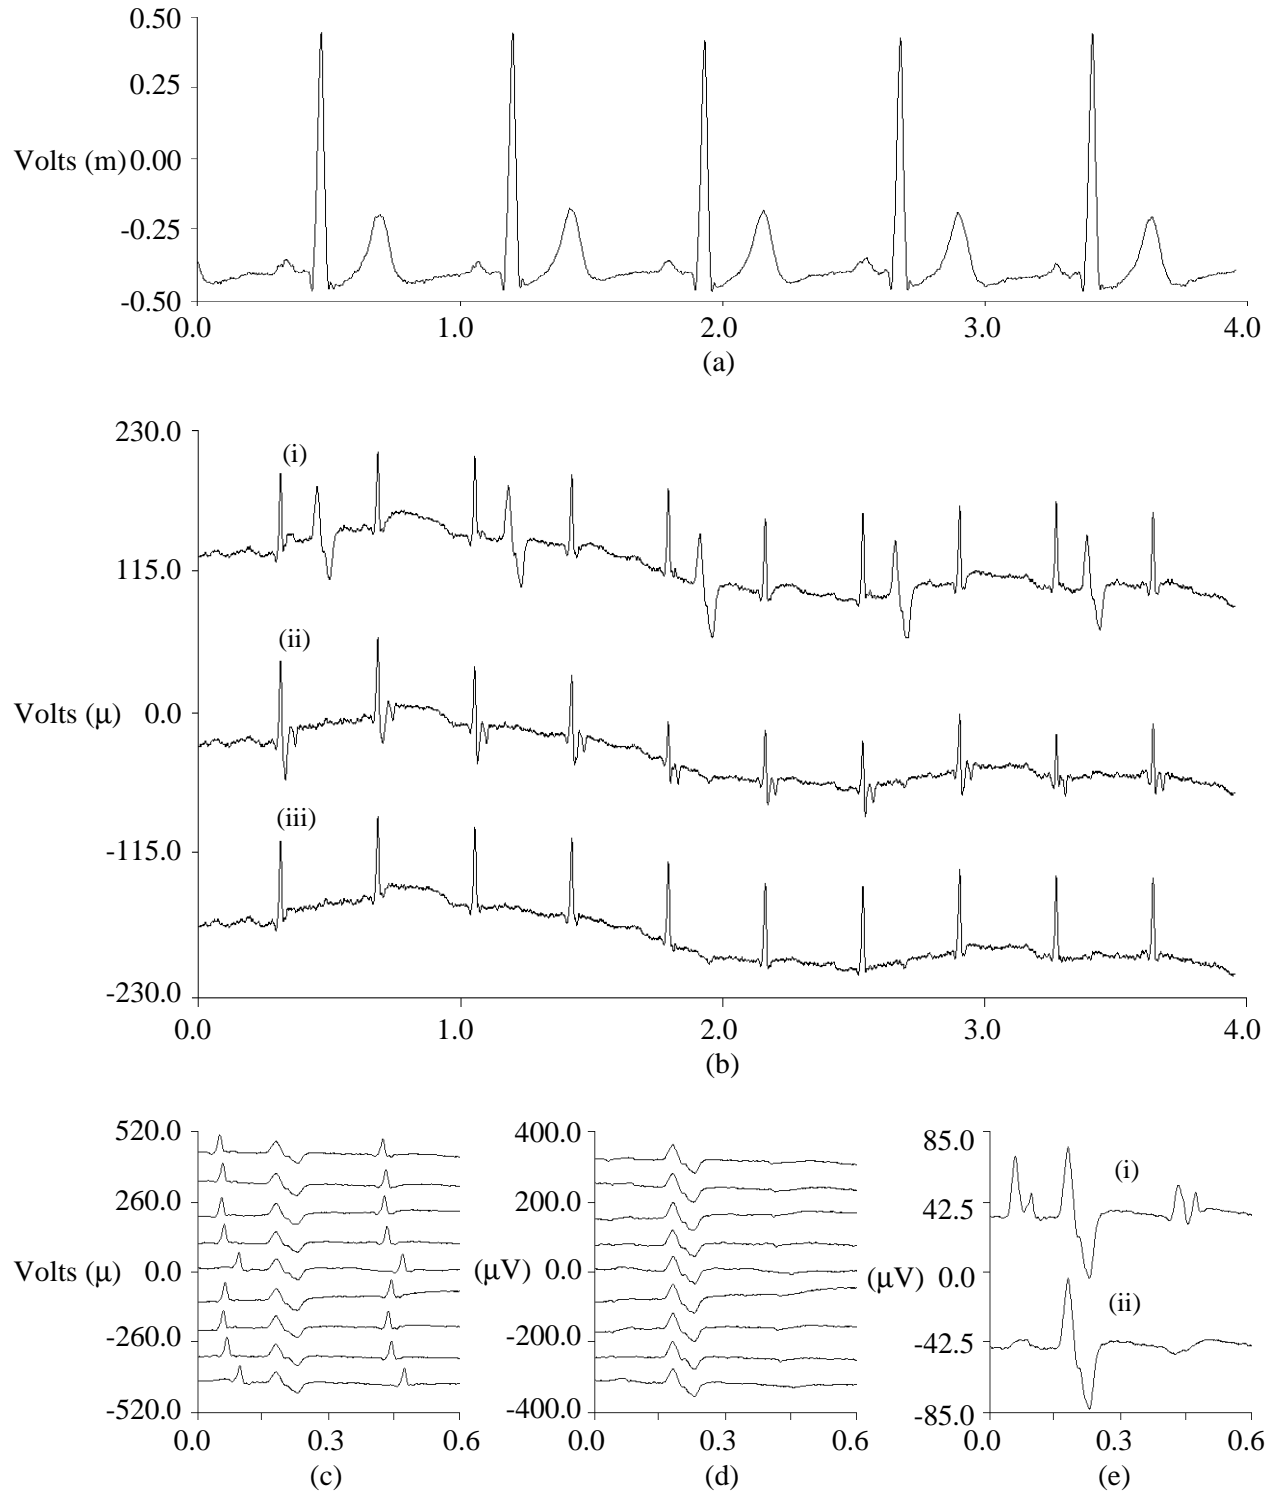 0.50
0.25
Volts (m) 0.00
-0.25
-0.50
0.0 1.0 2.0 3.0 4.0
(a)
230.0
(i)
115.0
(ii)
Volts (μ) 0.0
(iii)
-115.0
-230.0
0.0 1.0 2.0 3.0 4.0
(b)
520.0
260.0
Volts (μ) 0.0
-260.0
-520.0
0.0 0.3 0.6
(c)
400.0
200.0
(μV) 0.0
-200.0
-400.0
0.0 0.3 0.6
(d)
85.0
(i)
42.5
(μV) 0.0
(ii)
-42.5
-85.0
0.0 0.3 0.6
(e)